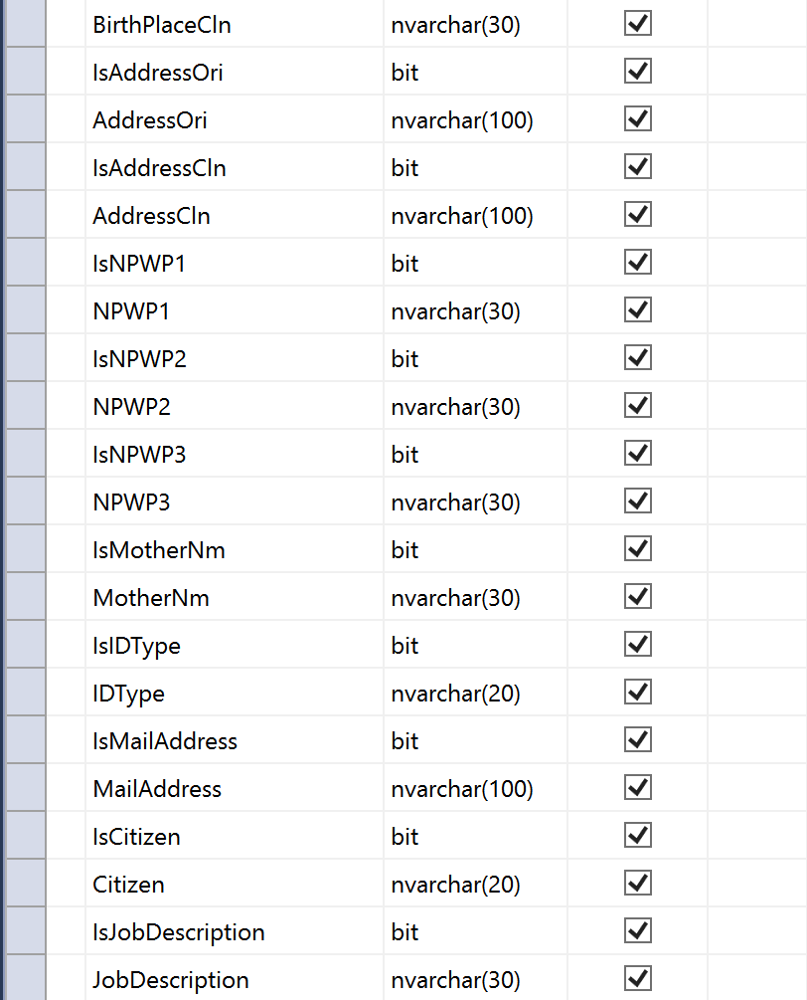 BirthPlaceCln nvarchar(30)
IsAddressOri bit
AddressOri nvarchar(100)
IsAddressCln bit
AddressCln nvarchar(100)
IsNPWP1 bit
NPWP1 nvarchar(30)
IsNPWP2 bit
NPWP2 nvarchar(30)
IsNPWP3 bit
NPWP3 nvarchar(30)
IsMotherNm bit
MotherNm nvarchar(30)
IsIDType bit
IDType nvarchar(20)
IsMailAddress bit
MailAddress nvarchar(100)
IsCitizen bit
Citizen nvarchar(20)
IsJobDescription bit
JobDescription nvarchar(30)